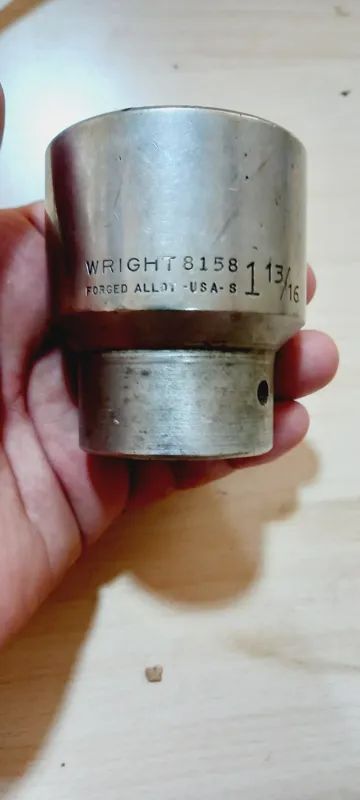 WRIGHT 8158 1 13/16
FORGED ALLOY -USA- S